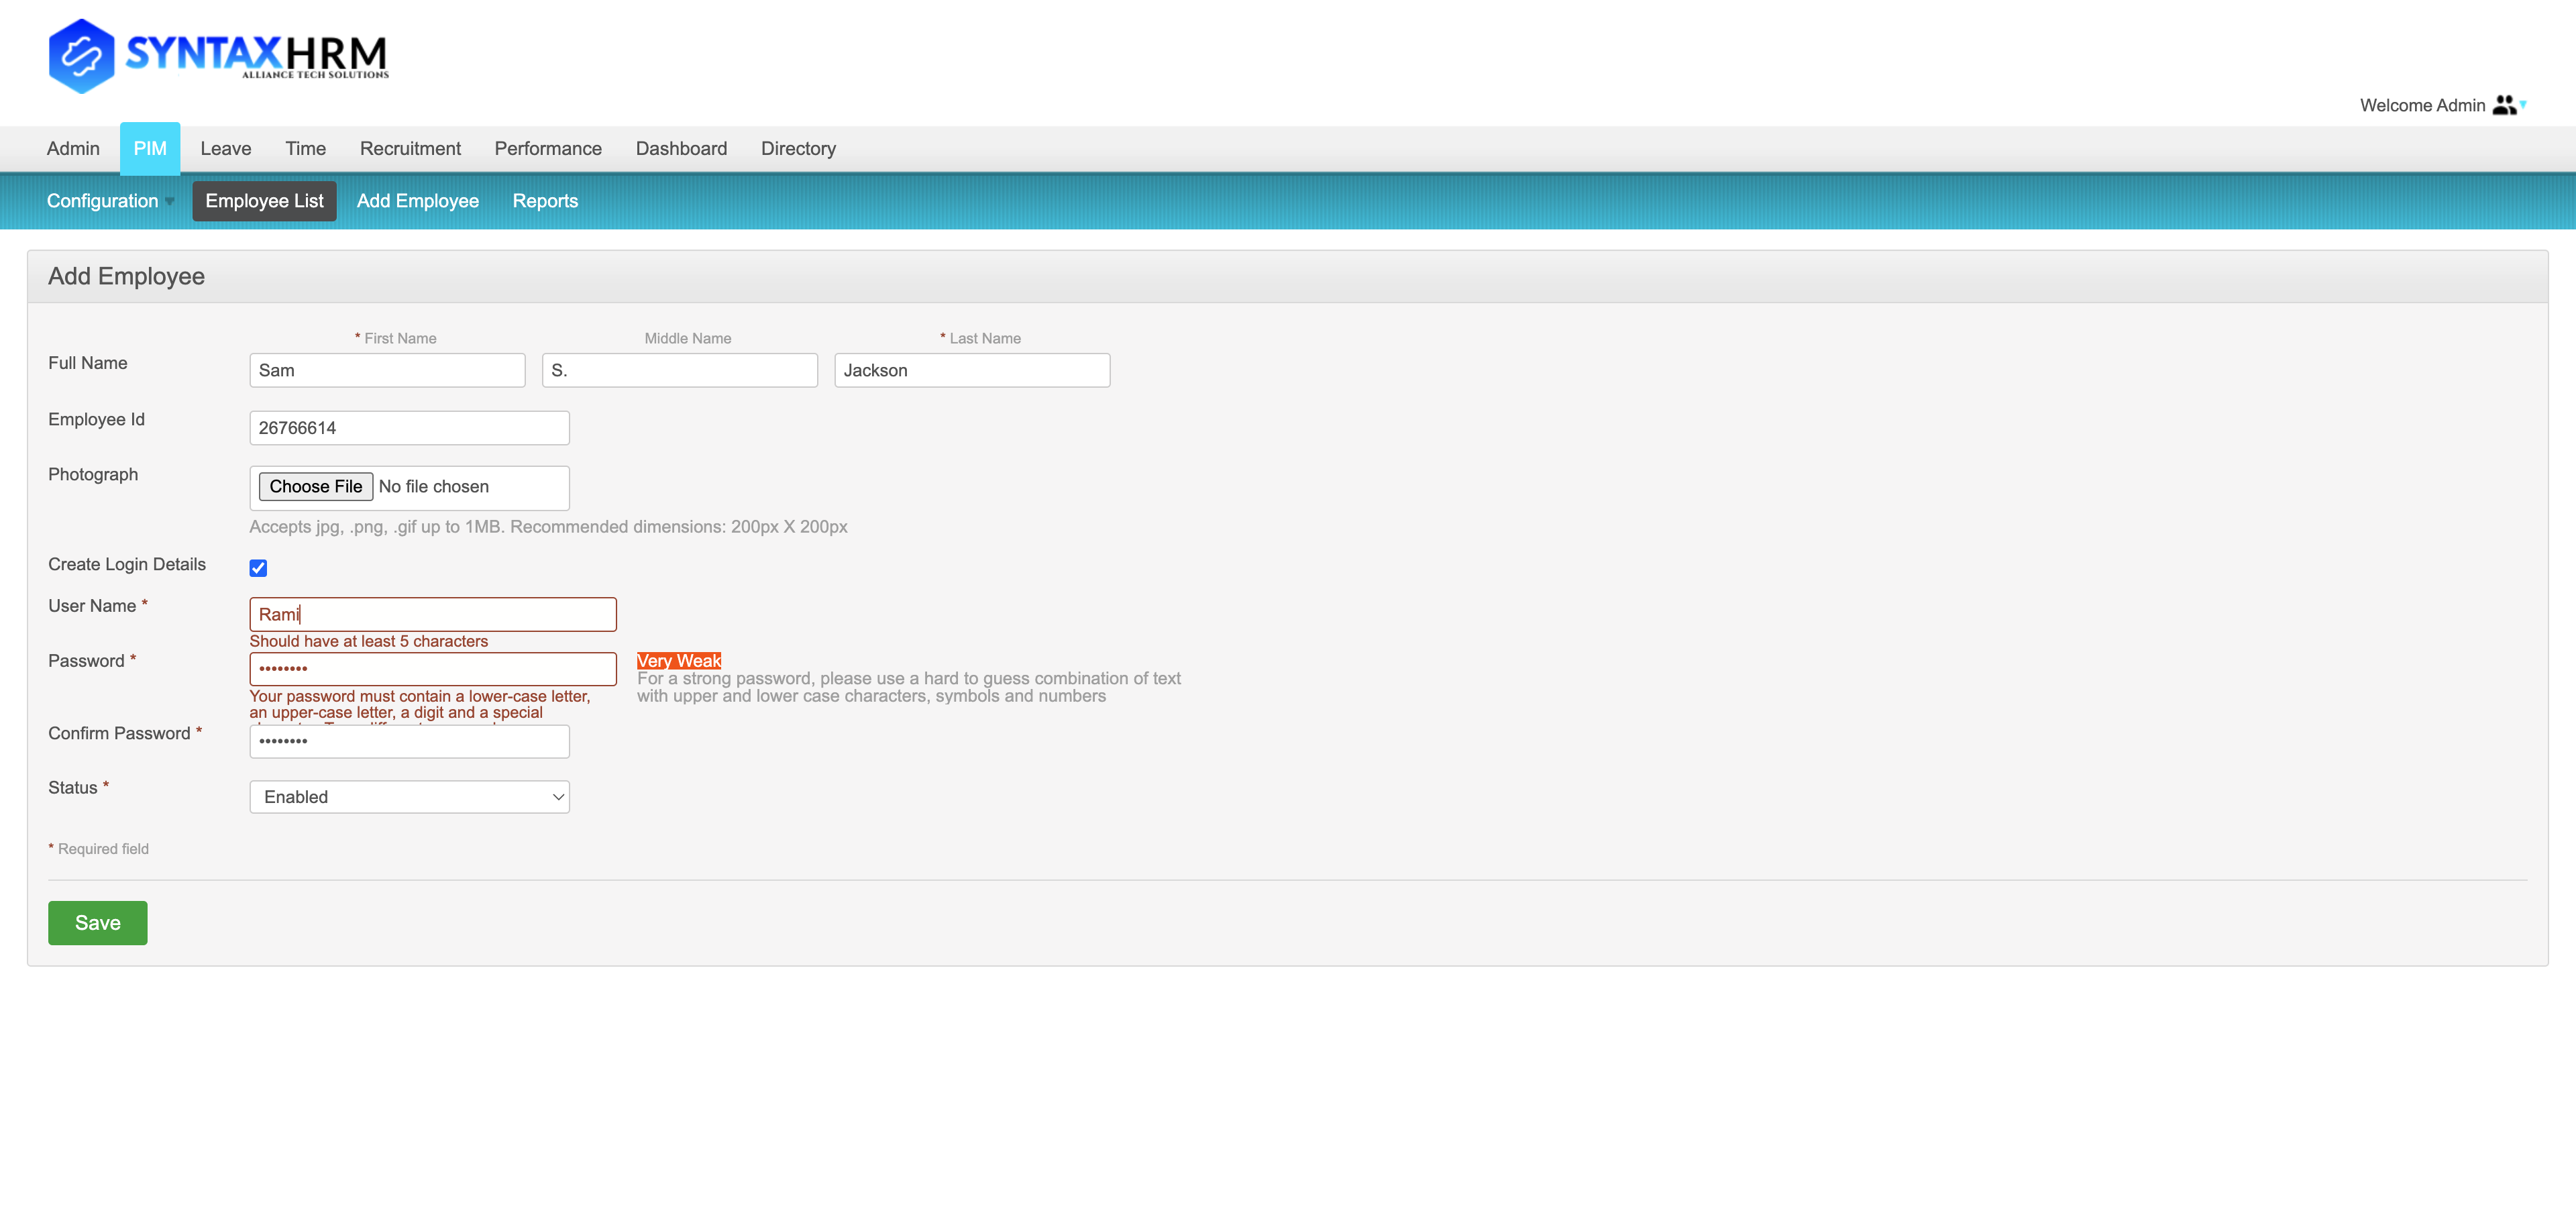 SYNTAXHRM
ALLIANCE TECH SOLUTIONS
Welcome Admin
Admin PIM Leave Time Recruitment Performance Dashboard Directory
Configuration Employee List Add Employee Reports
Add Employee
* First Name Middle Name * Last Name
Full Name Sam S. Jackson
Employee Id 26766614
Photograph Choose File No file chosen
Accepts jpg, .png, .gif up to 1MB. Recommended dimensions: 200px X 200px
Create Login Details
User Name * Rami
Should have at least 5 characters
Password * •••••••• Very Weak
For a strong password, please use a hard to guess combination of text
with upper and lower case characters, symbols and numbers
Your password must contain a lower-case letter,
an upper-case letter, a digit and a special
Confirm Password * ••••••••
Status * Enabled
* Required field
Save